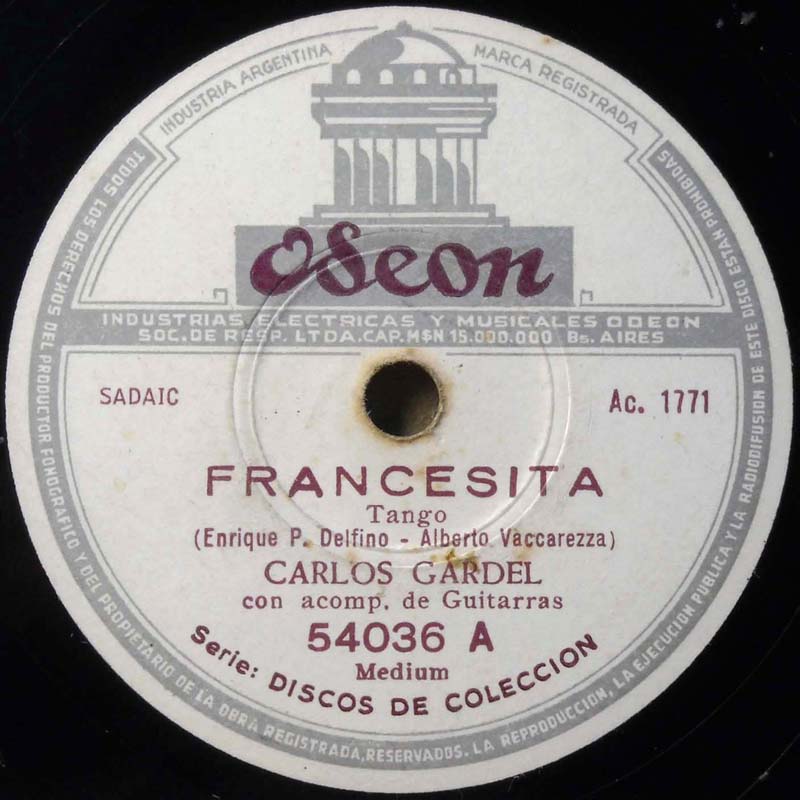 INDUSTRIA ARGENTINA
MARCA REGISTRADA
Odeon
INDUSTRIAS ELECTRICAS Y MUSICALES ODEON
SOC. DE RESP. LTDA. CAP. M$N 15.000.000 Bs. AIRES
SADAIC
Ac. 1771
FRANCESITA
Tango
(Enrique P. Delfino - Alberto Vaccarezza)
CARLOS GARDEL
con acomp. de Guitarras
54036 A
Medium
Serie: DISCOS DE COLECCION
TODOS LOS DERECHOS DEL PRODUCTOR FONOGRAFICO Y DEL PROPIETARIO DE LA OBRA REGISTRADA, RESERVADOS. LA REPRODUCCION, LA EJECUCION PUBLICA Y LA RADIODIFUSION DE ESTE DISCO ESTAN PROHIBIDAS